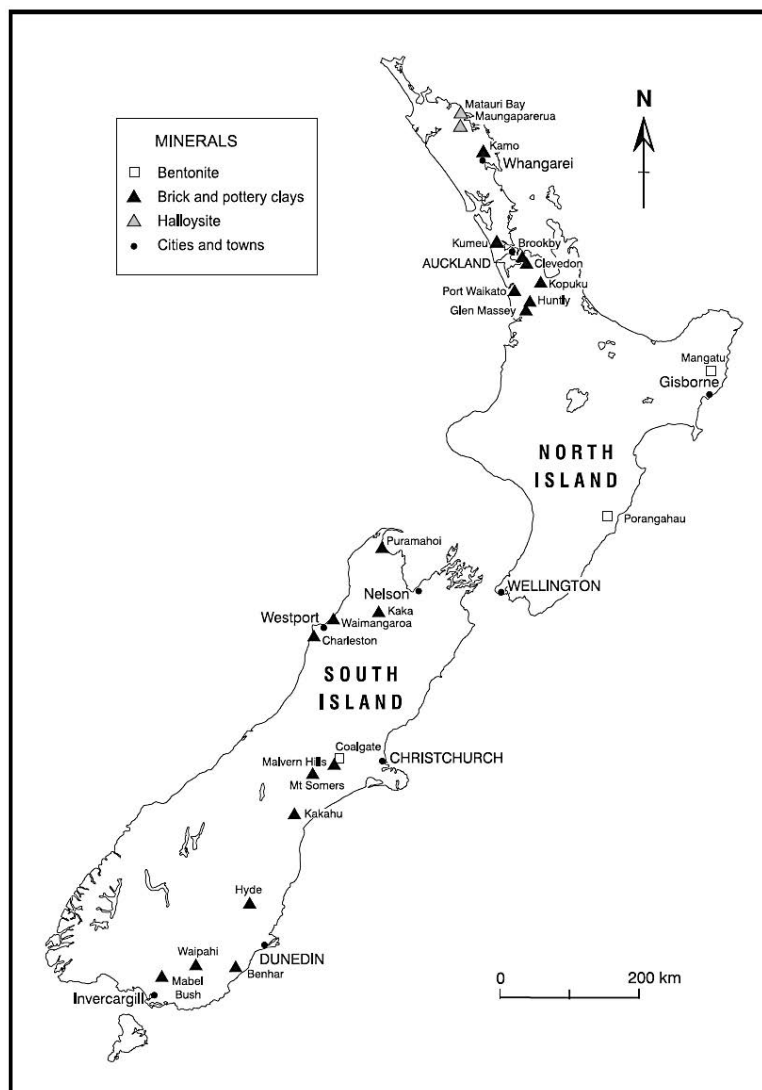 N
MINERALS
Bentonite
Brick and pottery clays
Halloysite
Cities and towns
Matauri Bay
Maungaparerua
Kamo
Whangarei
Kumeu
Brookby
AUCKLAND
Clevedon
Kopuku
Port Waikato
Huntly
Glen Massey
Mangatu
Gisborne
NORTH
ISLAND
Porangahau
Puramahoi
Nelson
WELLINGTON
Kaka
Westport
Waimangaroa
Charleston
SOUTH
ISLAND
Coalgate
Malvern Hills
CHRISTCHURCH
Mt Somers
Kakahu
Hyde
DUNEDIN
Waipahi
Benhar
Mabel
Bush
Invercargill
0 200 km